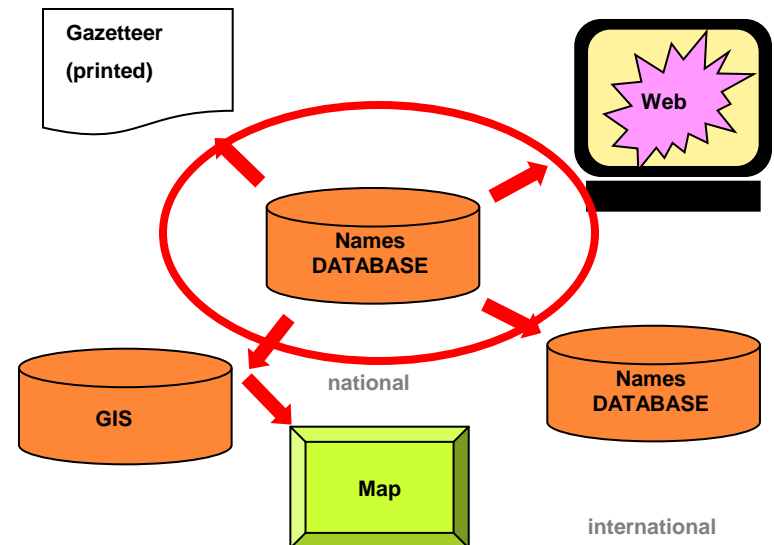 Gazetteer
(printed)
Web
Names
DATABASE
national
Names
DATABASE
GIS
Map
international